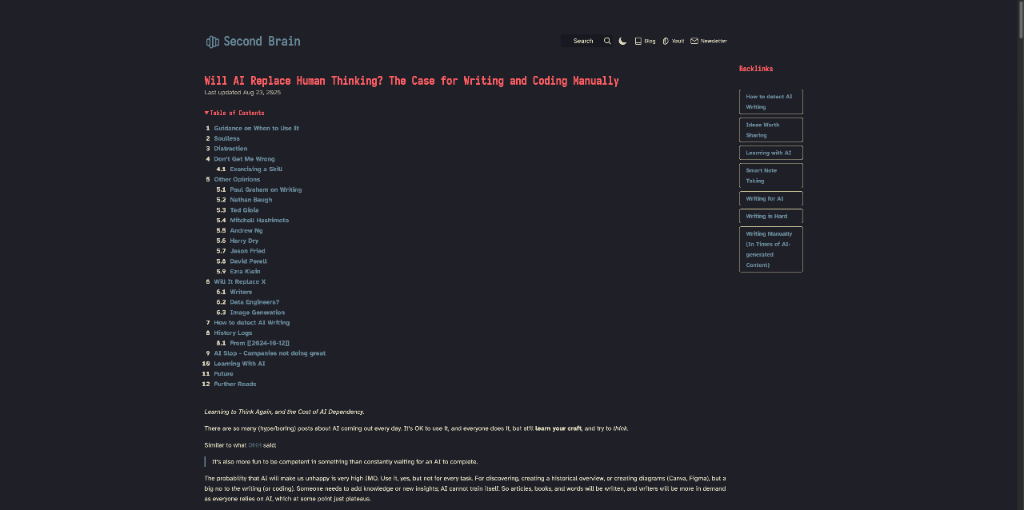 Second Brain
Search
Blog
Vault
Newsletter
Will AI Replace Human Thinking? The Case for Writing and Coding Manually
Last updated Aug 23, 2025
Table of Contents
1 Guidance on When to Use It
2 Soulless
3 Distraction
4 Don't Get Me Wrong
4.1 Exercising a Skill
5 Other Opinions
5.1 Paul Graham on Writing
5.2 Nathan Baugh
5.3 Ted Gioia
5.4 Mitchell Hashimoto
5.5 Andrew Ng
5.6 Harry Dry
5.7 Jason Fried
5.8 David Perell
5.9 Ezra Klein
6 Will It Replace X
6.1 Writers
6.2 Data Engineers?
6.3 Image Generation
7 How to detect AI Writing
8 History Logs
8.1 From [[2024-10-12]]
9 AI Slop - Companies not doing great
10 Learning With AI
11 Future
12 Further Reads
Learning to Think Again, and the Cost of AI Dependency.
There are so many (hype/boring) posts about AI coming out every day. It's OK to use it, and everyone does it, but still learn your craft, and try to think.
Similar to what DHH said:
It's also more fun to be competent in something than constantly waiting for an AI to complete.
The probability that AI will make us unhappy is very high IMO. Use it, yes, but not for every task. For discovering, creating a historical overview, or creating diagrams (Canva, Figma), but a
big no to the writing (or coding). Someone needs to add knowledge or new insights; AI cannot train itself. So articles, books, and words will be written, and writers will be more in demand
as everyone relies on AI, which at some point just plateaus.
Backlinks
How to detect AI
Writing
Ideas Worth
Sharing
Learning with AI
Smart Note
Taking
Writing for AI
Writing is Hard
Writing Manually
(In Times of AI-
generated
Content)